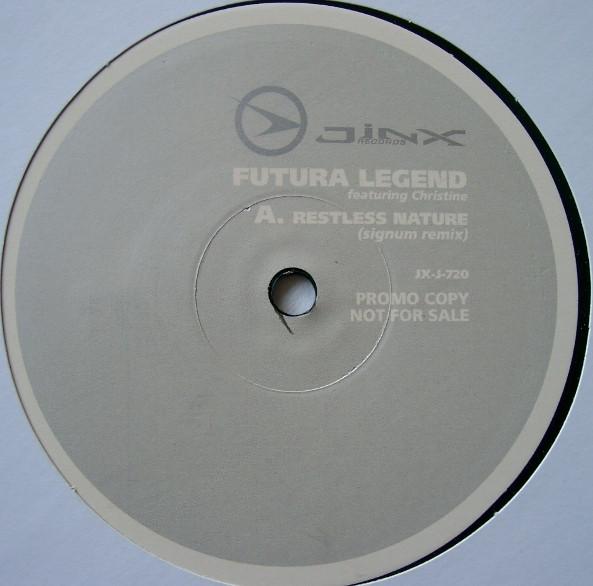 JINX
RECORDS
FUTURA LEGEND
featuring Christine
A. RESTLESS NATURE
(signum remix)
JX-S-720
PROMO COPY
NOT FOR SALE